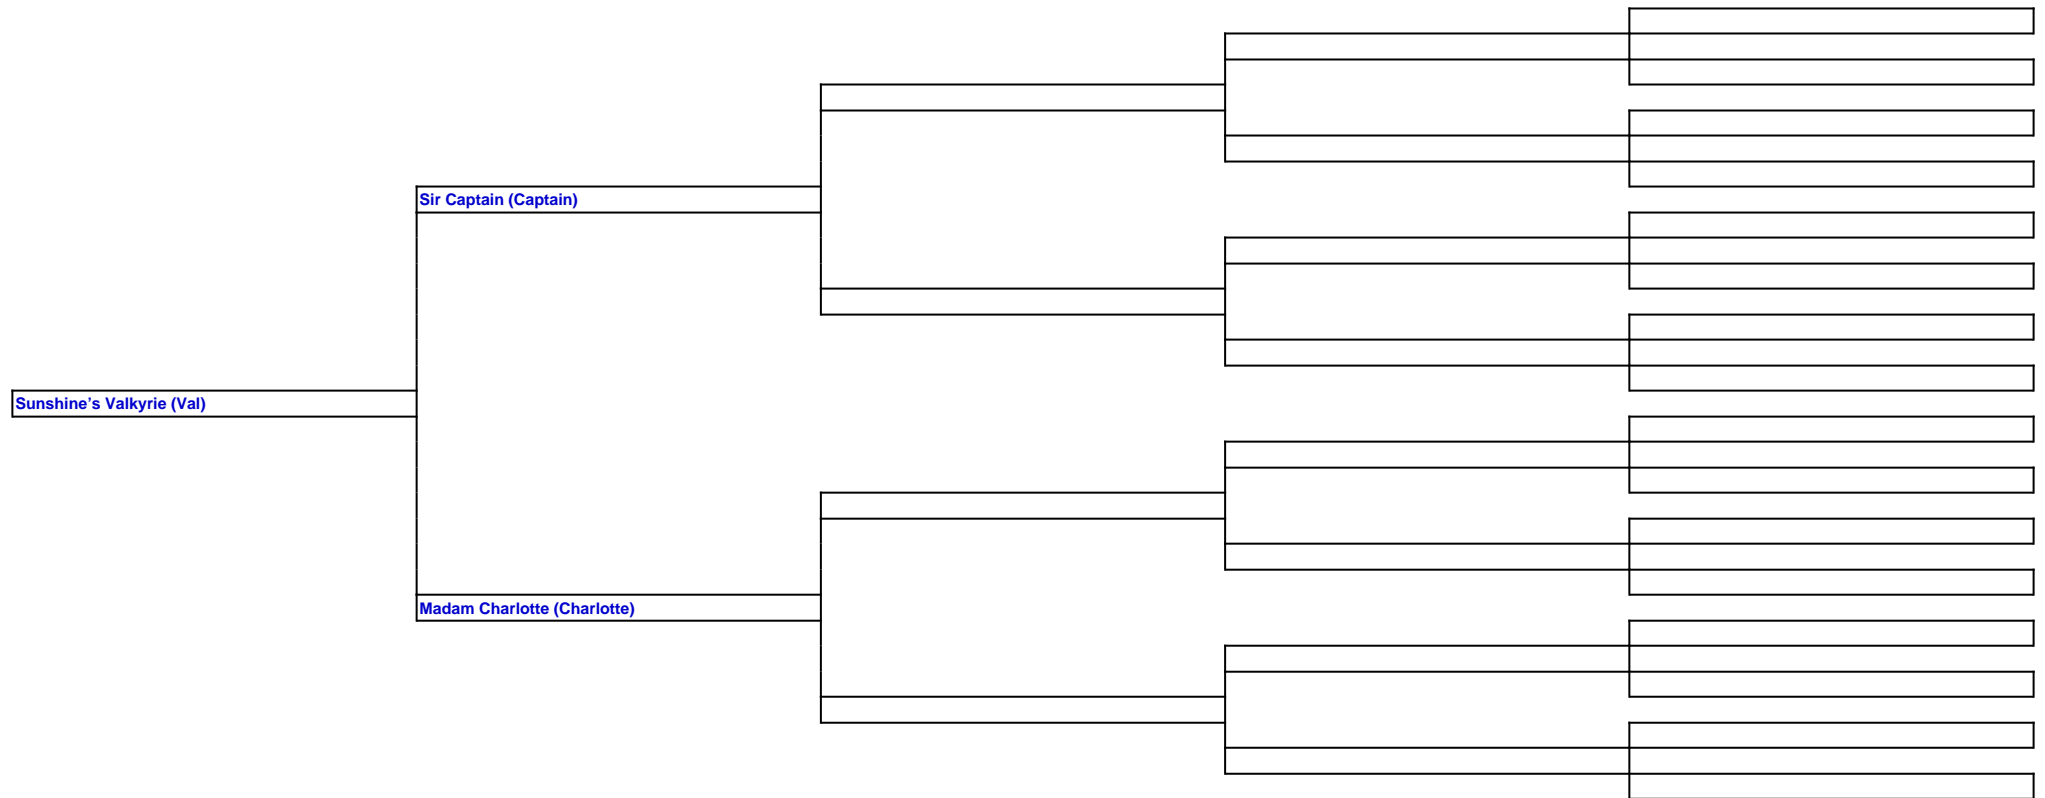 Sir Captain (Captain)
Sunshine’s Valkyrie (Val)
Madam Charlotte (Charlotte)